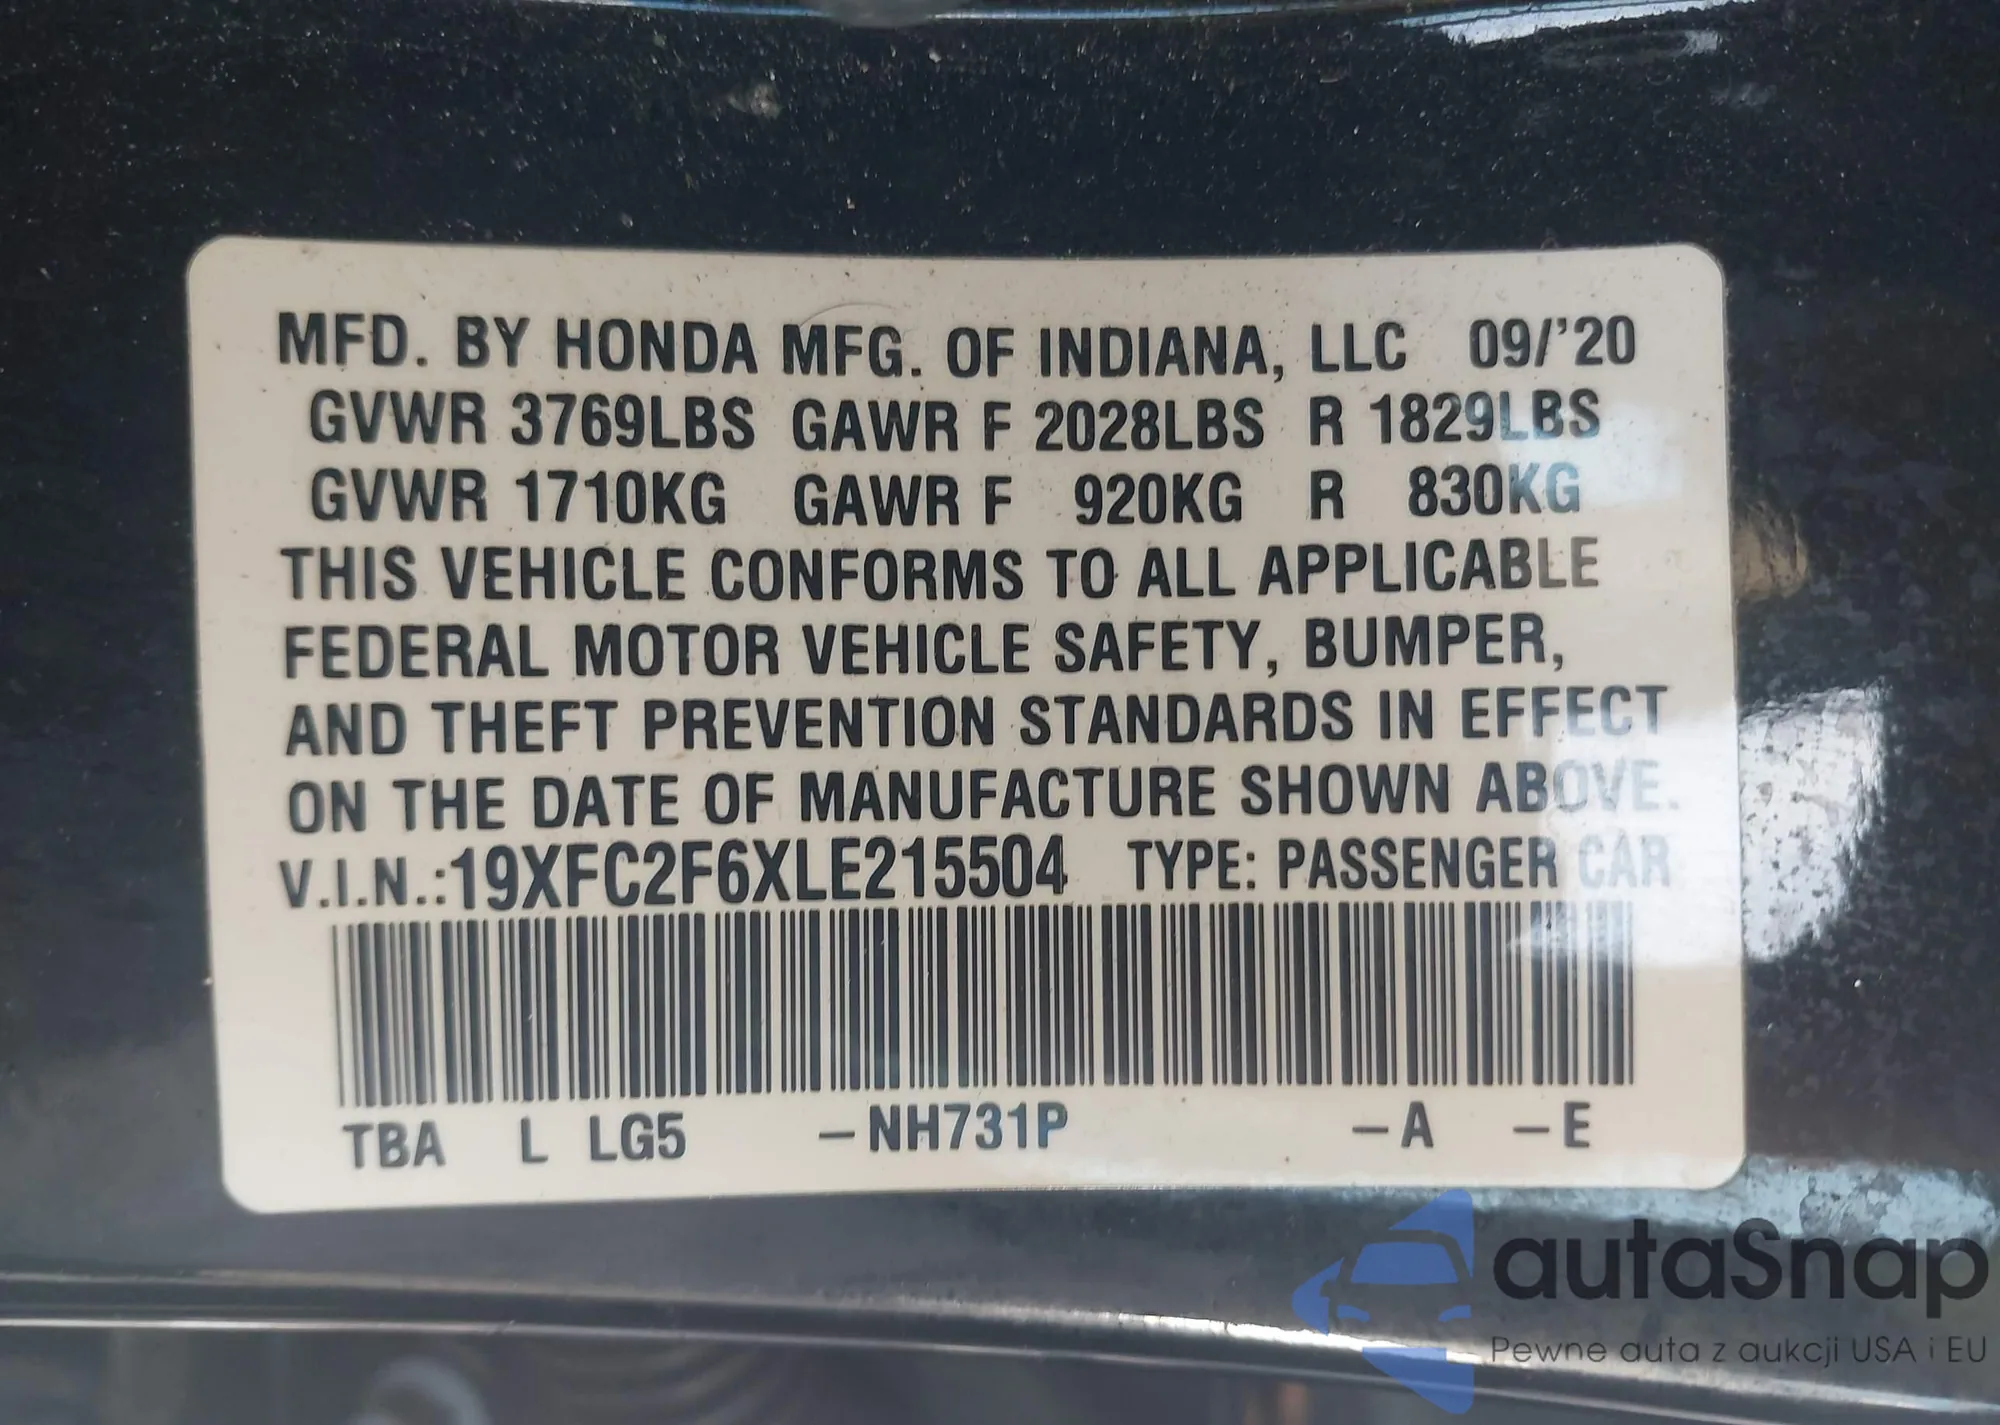 MFD. BY HONDA MFG. OF INDIANA, LLC 09/'20
GVWR 3769LBS GAWR F 2028LBS R 1829LBS
GVWR 1710KG GAWR F 920KG R 830KG
THIS VEHICLE CONFORMS TO ALL APPLICABLE
FEDERAL MOTOR VEHICLE SAFETY, BUMPER,
AND THEFT PREVENTION STANDARDS IN EFFECT
ON THE DATE OF MANUFACTURE SHOWN ABOVE.
V.I.N.:19XFC2F6XLE215504 TYPE: PASSENGER CAR
TBA L LG5 –NH731P –A –E
autaSnap
Pewne auta z aukcji USA i EU